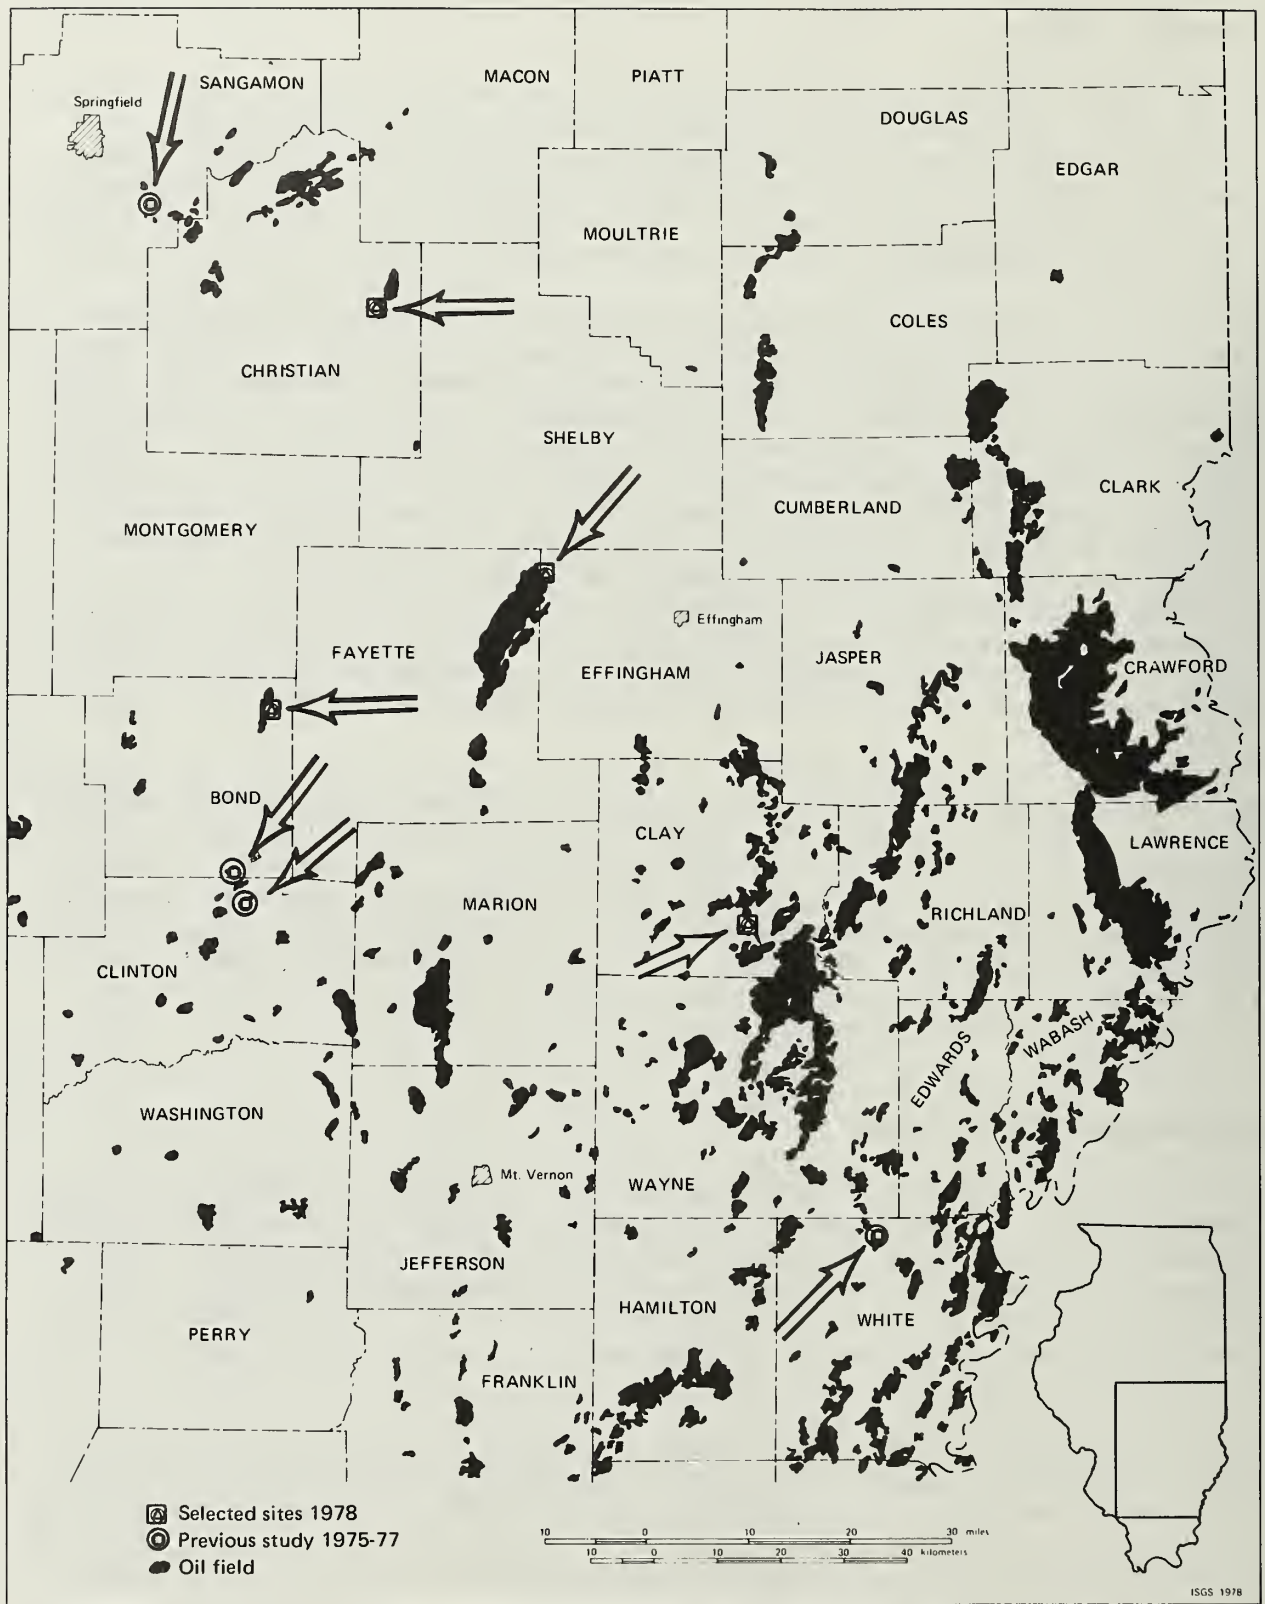 SANGAMON
MACON
PIATT
Springfield
DOUGLAS
EDGAR
MOULTRIE
COLES
CHRISTIAN
SHELBY
CLARK
CUMBERLAND
MONTGOMERY
Effingham
FAYETTE
JASPER
CRAWFORD
EFFINGHAM
BOND
CLAY
LAWRENCE
MARION
RICHLAND
CLINTON
WABASH
EDWARDS
WASHINGTON
Mt. Vernon
WAYNE
JEFFERSON
HAMILTON
WHITE
PERRY
FRANKLIN
Selected sites 1978
Previous study 1975-77
Oil field
10 0 10 20 30 miles
10 0 10 20 30 40 kilometers
ISGS 1978